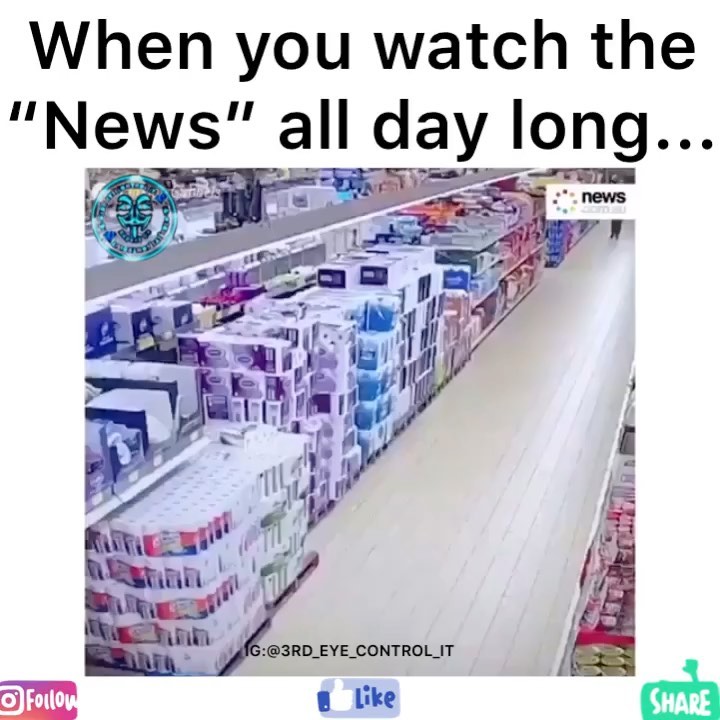 When you watch the
“News” all day long...
news
IG:@3RD_EYE_CONTROL_IT
Follow
Like
SHARE